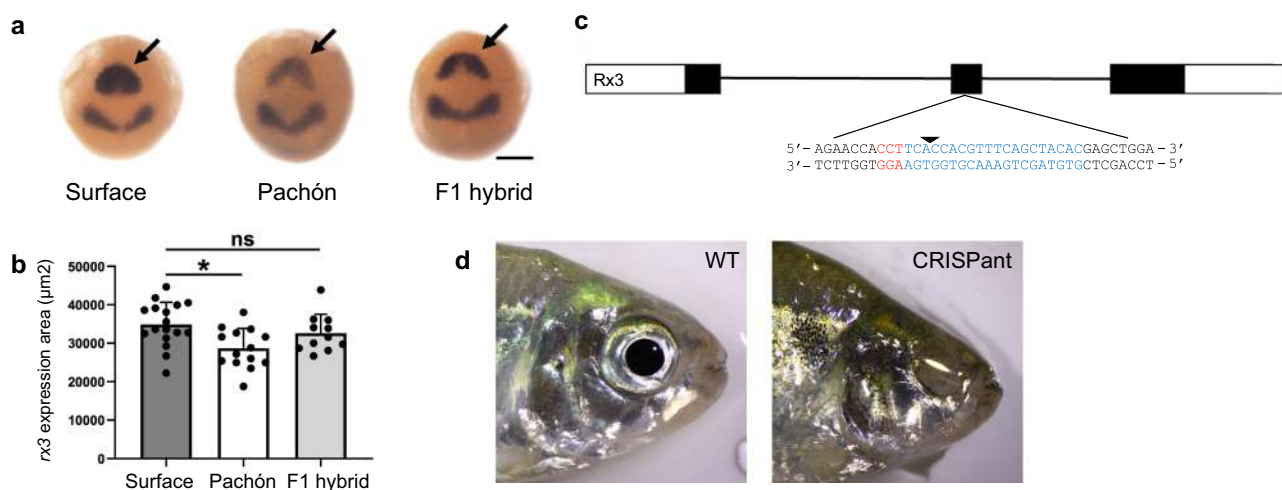 a
Surface
Pachón
F1 hybrid
b
ns
*
rx3 expression area (µm2)
50000
40000
30000
20000
10000
0
Surface
Pachón
F1 hybrid
c
Rx3
5’- AGAACCACCTTCACCACGTTTCAGCTACACGAGCTGGA - 3’
3’- TCTTGGTGGAAGTGGTGCAAAGTCGATGTGCTCGACCT - 5’
d
WT
CRISPant